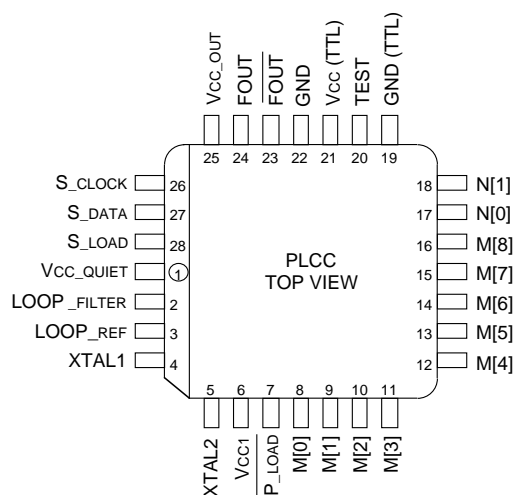 VCC_OUT
FOUT
FOUT
GND
VCC (TTL)
TEST
GND (TTL)
25
24
23
22
21
20
19
S_CLOCK 26
S_DATA 27
S_LOAD 28
VCC_QUIET 1
LOOP_FILTER 2
LOOP_REF 3
XTAL1 4
PLCC
TOP VIEW
18 N[1]
17 N[0]
16 M[8]
15 M[7]
14 M[6]
13 M[5]
12 M[4]
5
6
7
8
9
10
11
XTAL2
VCC1
P_LOAD
M[0]
M[1]
M[2]
M[3]